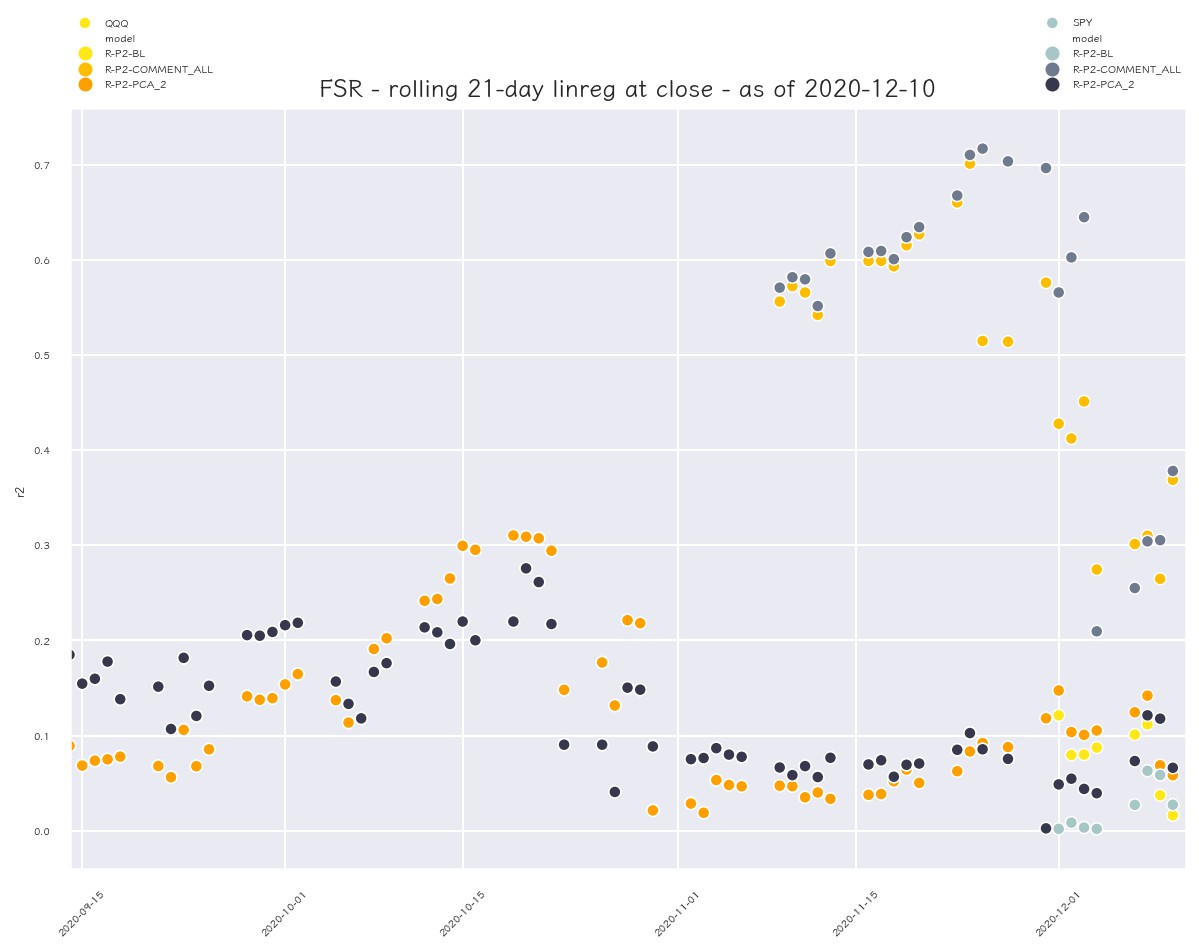 QQQ
model
R-P2-BL
R-P2-COMMENT_ALL
R-P2-PCA_2
SPY
model
R-P2-BL
R-P2-COMMENT_ALL
R-P2-PCA_2
FSR - rolling 21-day linreg at close - as of 2020-12-10
0.7
0.6
0.5
0.4
0.3
0.2
0.1
0.0
r2
2020-09-15
2020-10-01
2020-10-15
2020-11-01
2020-11-15
2020-12-01